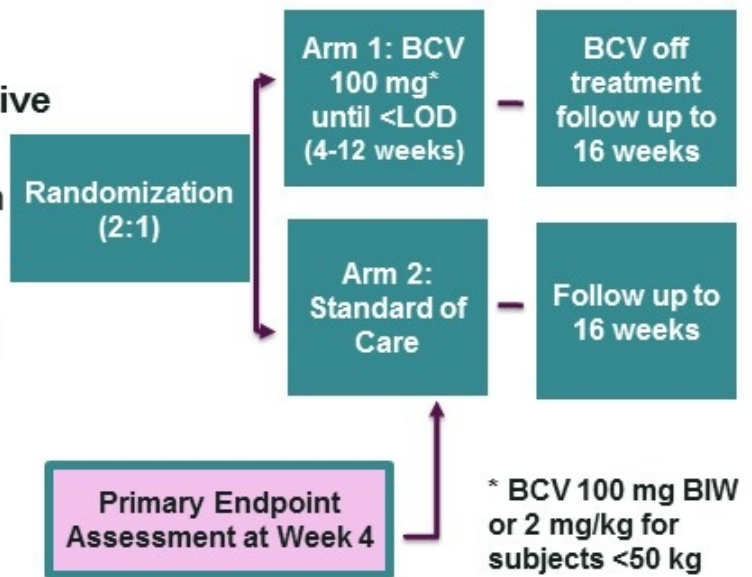 Arm 1: BCV
100 mg*
until <LOD
(4-12 weeks)
BCV off
treatment
follow up to
16 weeks
Randomization
(2:1)
Arm 2:
Standard of
Care
Follow up to
16 weeks
Primary Endpoint
Assessment at Week 4
* BCV 100 mg BIW
or 2 mg/kg for
subjects <50 kg